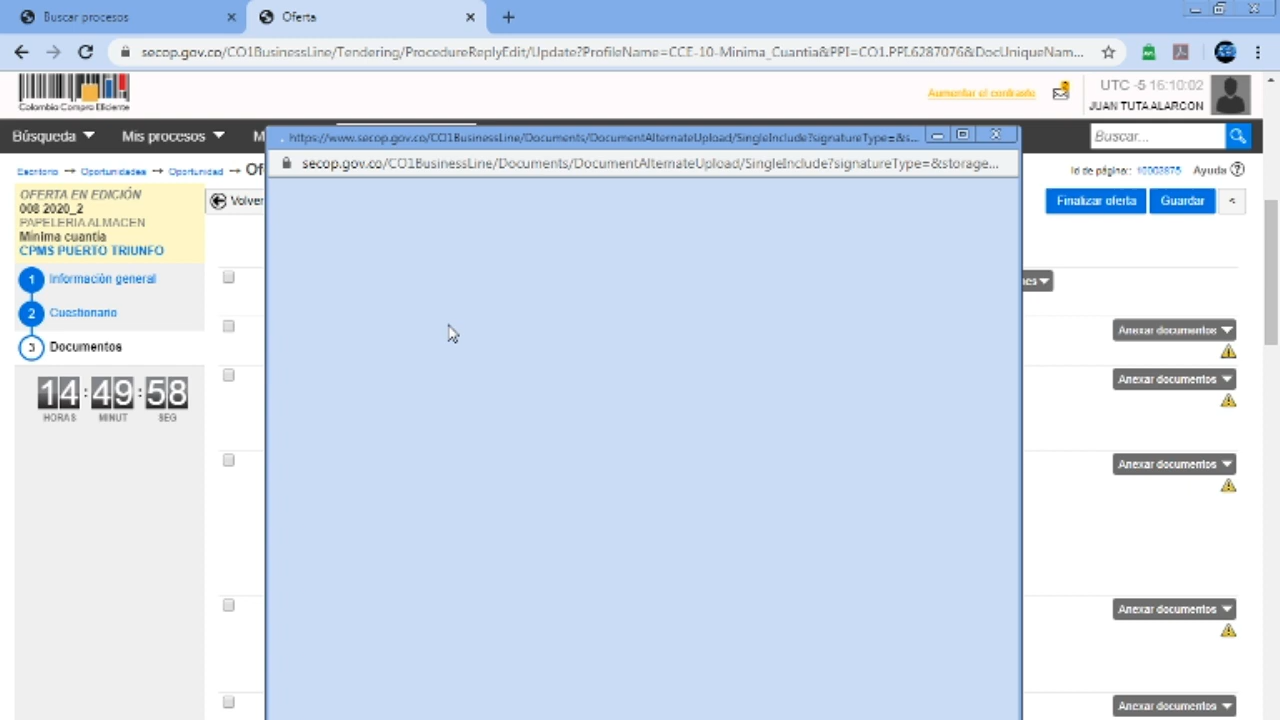 Buscar procesos
Oferta
secop.gov.co/CO1BusinessLine/Tendering/ProcedureReplyEdit/Update?ProfileName=CCE-10-Minima_Cuantia&PPI=CO1.PPI.6287076&DocUniqueNam...
Colombia Compra Eficiente
Aumentar el contraste
UTC -5 16:10:02
JUAN TUTA ALARCON
Búsqueda
Mis procesos
M
Buscar...
https://www.secop.gov.co/CO1BusinessLine/Documents/DocumentAlternateUpload/SingleInclude?signatureType=&s...
secop.gov.co/CO1BusinessLine/Documents/DocumentAlternateUpload/SingleInclude?signatureType=&storage...
Escritorio → Oportunidades → Oportunidad → Of
Id de página:: 10003875 Ayuda
OFERTA EN EDICIÓN
008 2020_2
PAPELERIA ALMACEN
Mínima cuantía
CPMS PUERTO TRIUNFO
Volver
Finalizar oferta
Guardar
<
1 Información general
2 Cuestionario
3 Documentos
14 : 49 : 58
HORAS MINUT SEG
nes
Anexar documentos
Anexar documentos
Anexar documentos
Anexar documentos
Anexar documentos